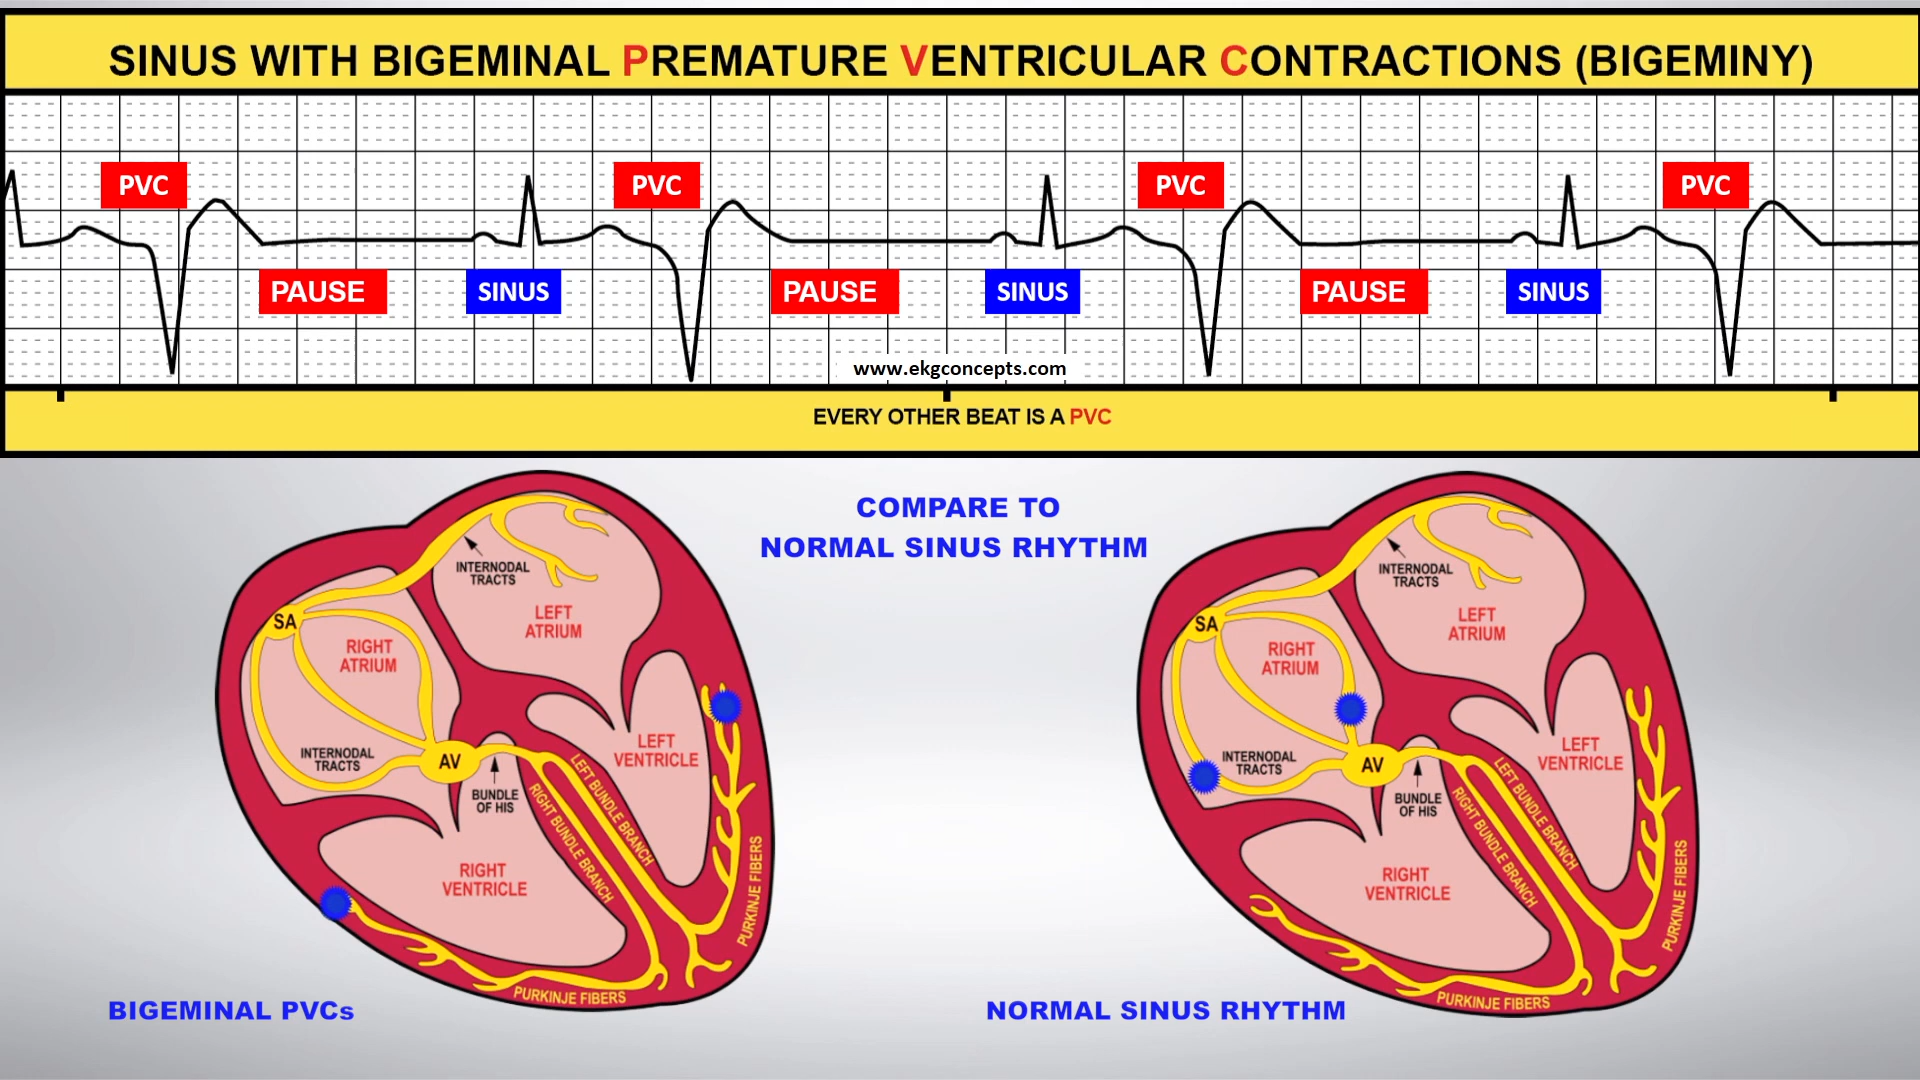 SINUS WITH BIGEMINAL PREMATURE VENTRICULAR CONTRACTIONS (BIGEMINY)
PVC
PVC
PVC
PVC
PAUSE
SINUS
PAUSE
SINUS
PAUSE
SINUS
www.ekgconcepts.com
EVERY OTHER BEAT IS A PVC
COMPARE TO
NORMAL SINUS RHYTHM
INTERNODAL
TRACTS
LEFT
ATRIUM
SA
RIGHT
ATRIUM
INTERNODAL
TRACTS
AV
BUNDLE
OF HIS
LEFT
VENTRICLE
LEFT BUNDLE BRANCH
RIGHT BUNDLE BRANCH
RIGHT
VENTRICLE
PURKINJE FIBERS
PURKINJE FIBERS
BIGEMINAL PVCs
INTERNODAL
TRACTS
LEFT
ATRIUM
SA
RIGHT
ATRIUM
INTERNODAL
TRACTS
AV
BUNDLE
OF HIS
LEFT
VENTRICLE
LEFT BUNDLE BRANCH
RIGHT BUNDLE BRANCH
RIGHT
VENTRICLE
PURKINJE FIBERS
PURKINJE FIBERS
NORMAL SINUS RHYTHM